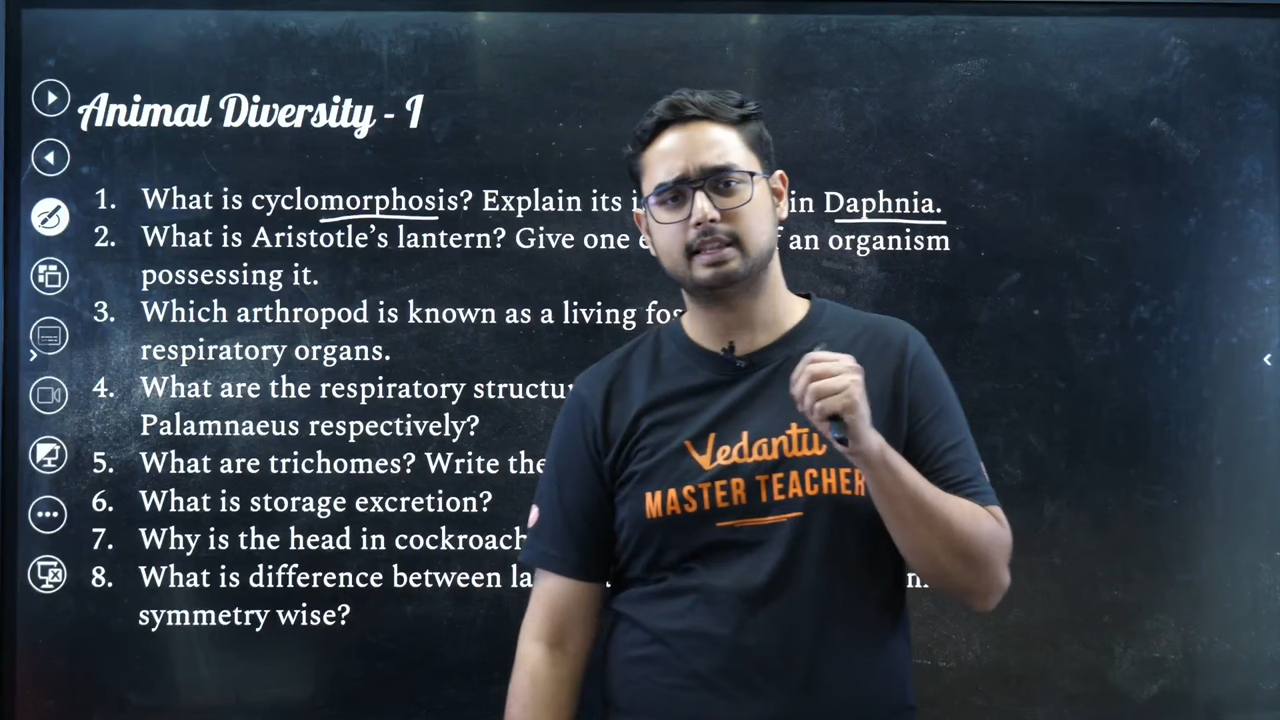 Animal Diversity - I
1. What is cyclomorphosis? Explain its in Daphnia.
2. What is Aristotle's lantern? Give one an organism
possessing it.
3. Which arthropod is known as a living
respiratory organs.
4. What are the respiratory
Palamnaeus respectively?
5. What are trichomes? Write the
6. What is storage excretion?
7. Why is the head in cockroach
8. What is difference between
symmetry wise?
Vedantu
MASTER TEACHER